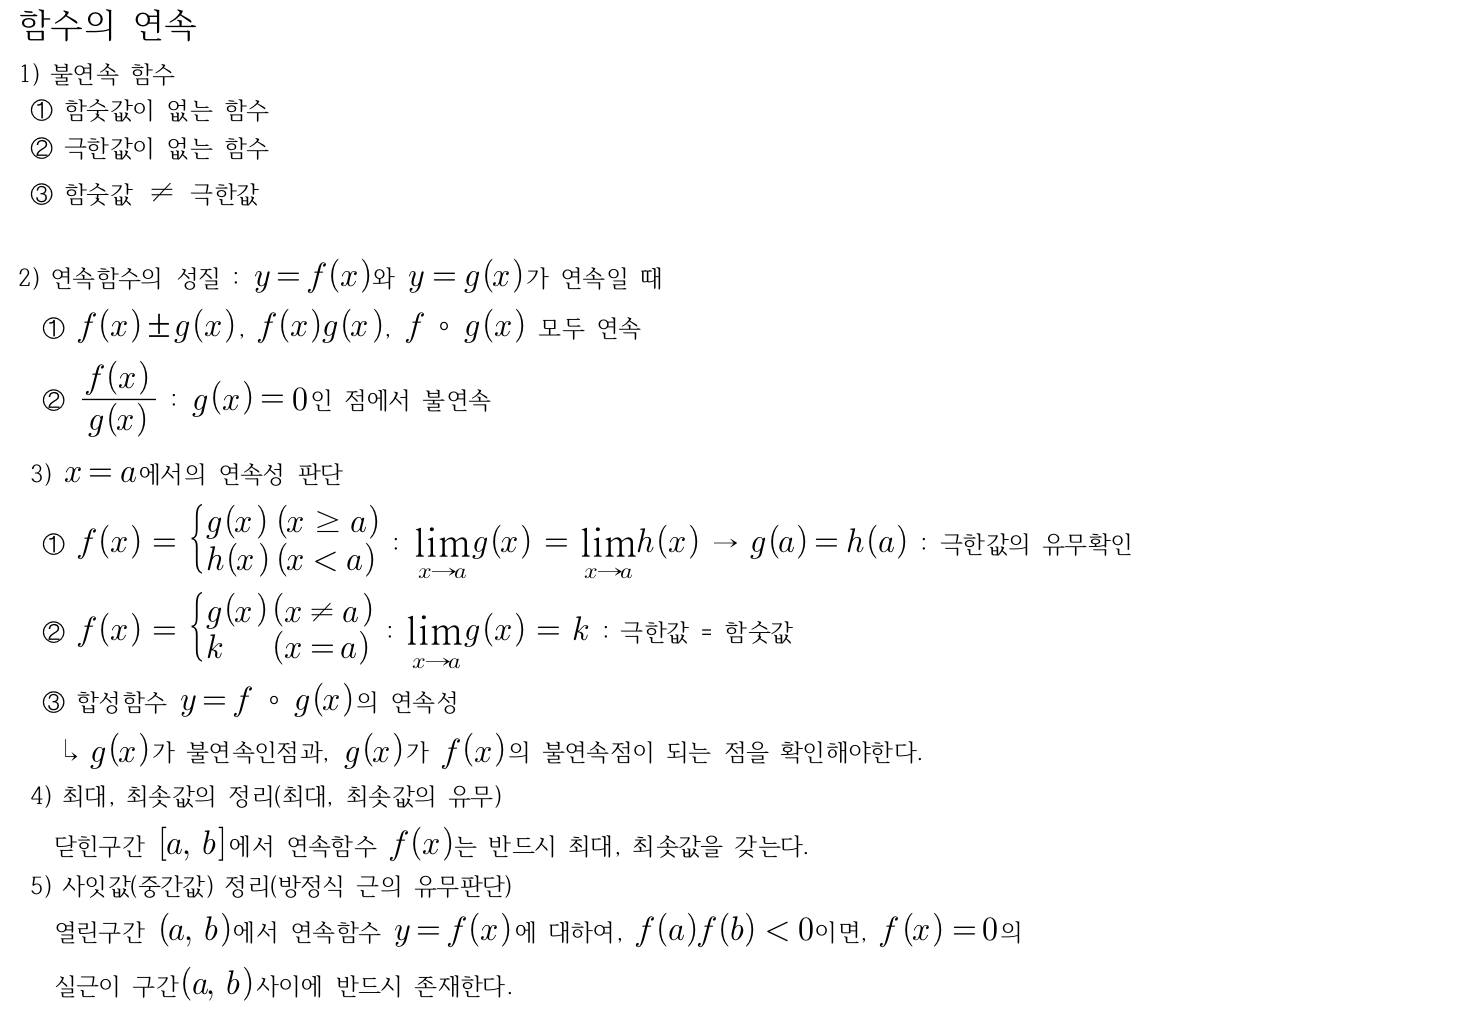 함수의 연속
1) 불연속 함수
① 함숫값이 없는 함수
② 극한값이 없는 함수
③ 함숫값 ≠ 극한값
2) 연속함수의 성질 : y = f(x)와 y = g(x)가 연속일 때
① f(x) ± g(x), f(x)g(x), f ∘ g(x) 모두 연속
② \frac{f(x)}{g(x)} : g(x) = 0인 점에서 불연속
3) x = a에서의 연속성 판단
① f(x) = \begin{cases} g(x) (x ≥ a) \\ h(x) (x < a) \end{cases} : \lim_{x→a} g(x) = \lim_{x→a} h(x) → g(a) = h(a) : 극한값의 유무확인
② f(x) = \begin{cases} g(x) (x ≠ a) \\ k (x = a) \end{cases} : \lim_{x→a} g(x) = k : 극한값 = 함숫값
③ 합성함수 y = f ∘ g(x)의 연속성
↳ g(x)가 불연속인점과, g(x)가 f(x)의 불연속점이 되는 점을 확인해야한다.
4) 최대, 최솟값의 정리(최대, 최솟값의 유무)
닫힌구간 [a, b]에서 연속함수 f(x)는 반드시 최대, 최솟값을 갖는다.
5) 사잇값(중간값) 정리(방정식 근의 유무판단)
열린구간 (a, b)에서 연속함수 y = f(x)에 대하여, f(a)f(b) < 0이면, f(x) = 0의
실근이 구간(a, b)사이에 반드시 존재한다.